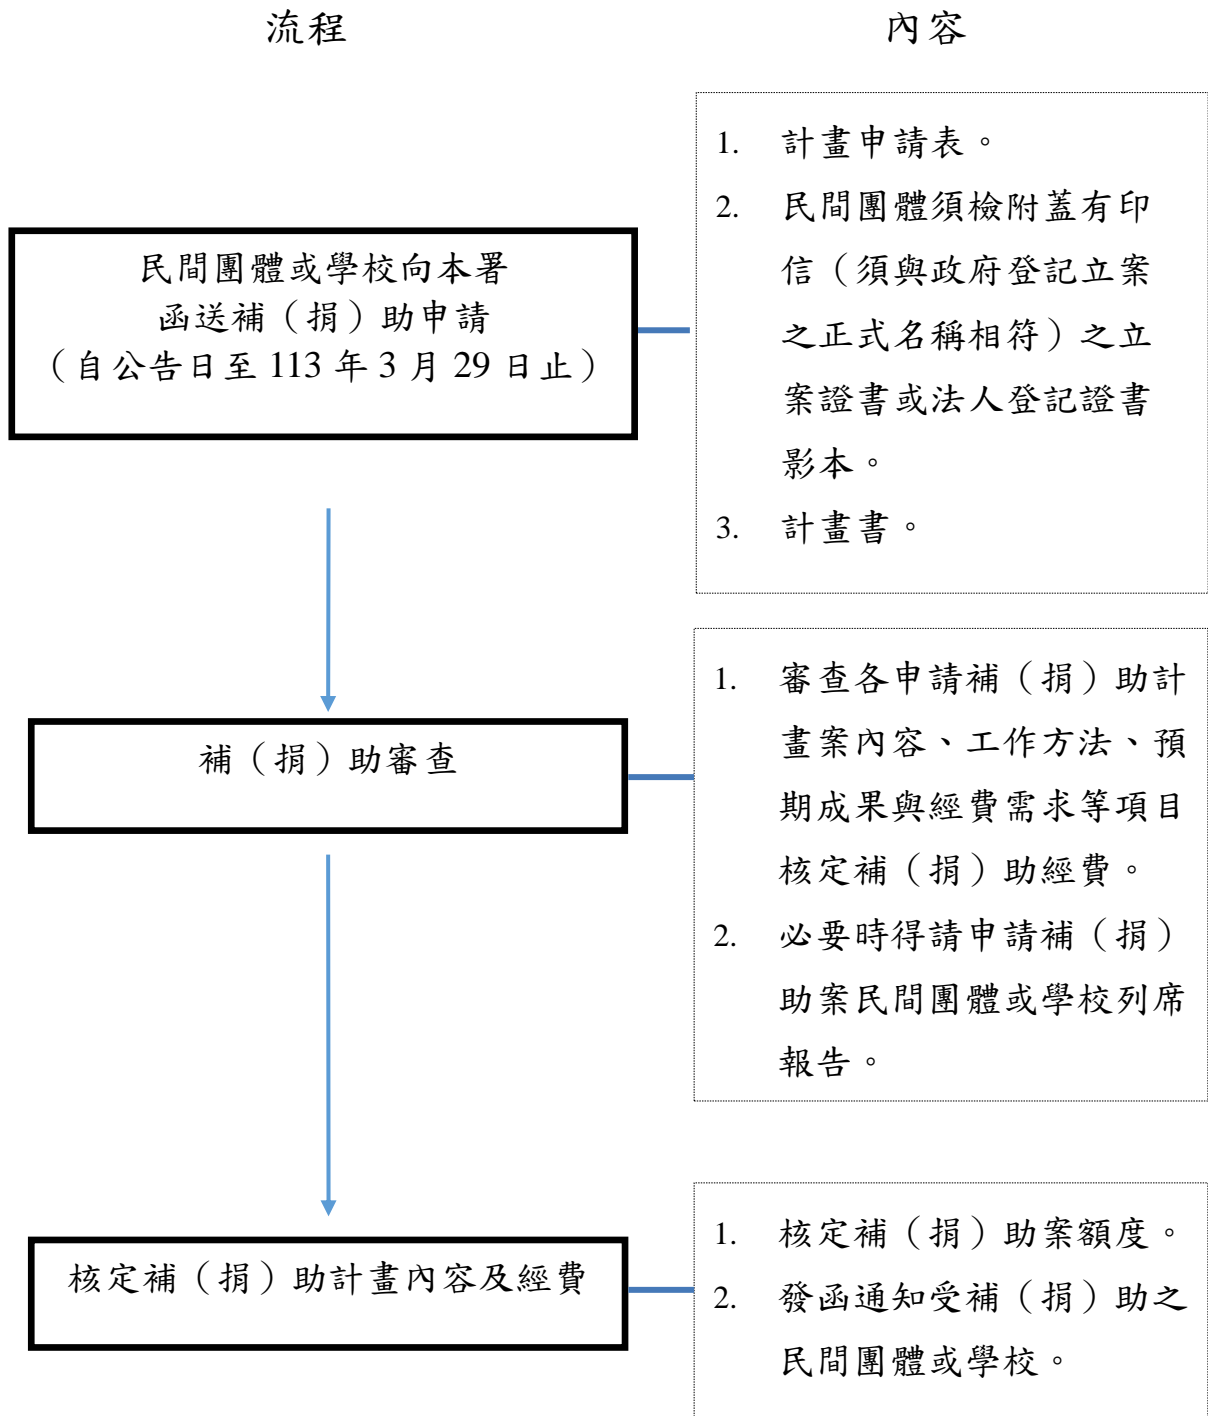 流程
內容
民間團體或學校向本署
函送補（捐）助申請
（自公告日至 113 年 3 月 29 日止）
1. 計畫申請表。
2. 民間團體須檢附蓋有印
信（須與政府登記立案
之正式名稱相符）之立
案證書或法人登記證書
影本。
3. 計畫書。
補（捐）助審查
1. 審查各申請補（捐）助計
畫案內容、工作方法、預
期成果與經費需求等項目
核定補（捐）助經費。
2. 必要時得請申請補（捐）
助案民間團體或學校列席
報告。
核定補（捐）助計畫內容及經費
1. 核定補（捐）助案額度。
2. 發函通知受補（捐）助之
民間團體或學校。